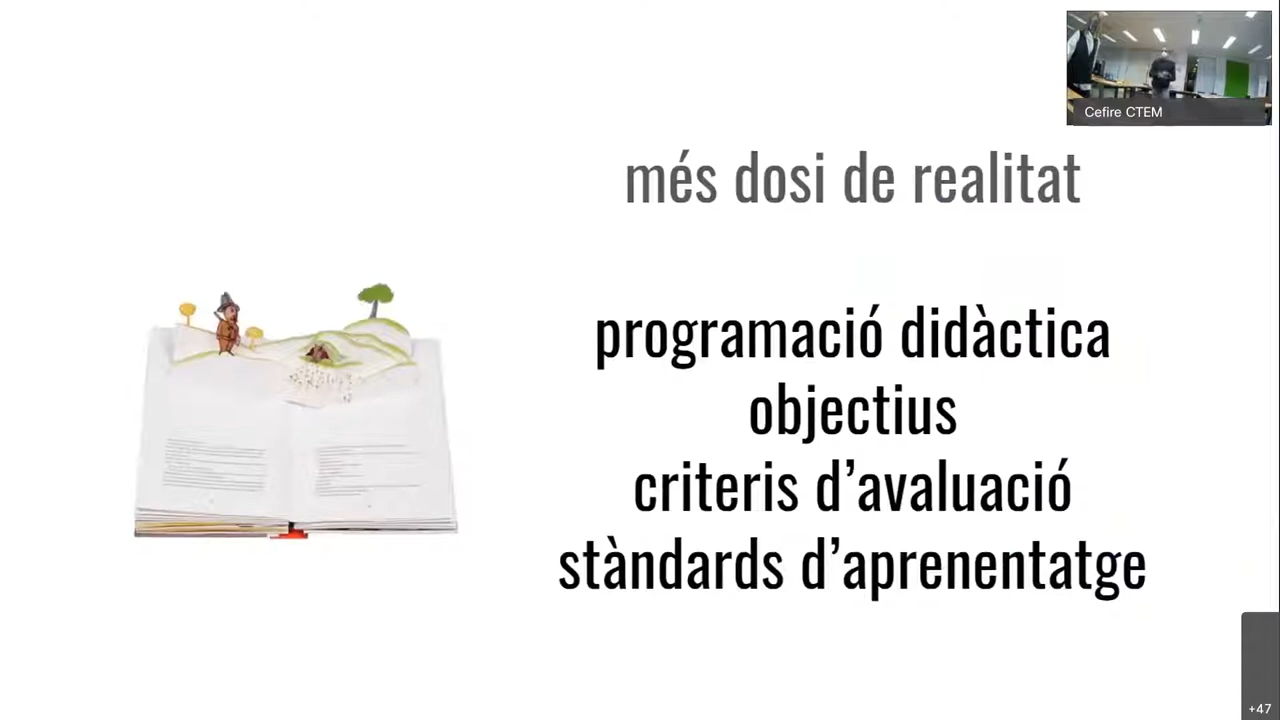 Cefire CTEM
més dosi de realitat
programació didàctica
objectius
criteris d’avaluació
stàndards d’aprenentatge
+47